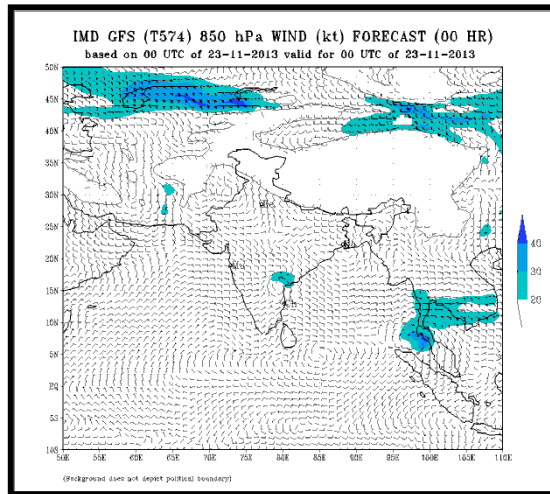 IMD GFS (T574) 850 hPa WIND (kt) FORECAST (00 HR)
based on 00 UTC of 23-11-2013 valid for 00 UTC of 23-11-2013
50N
45N
40N
35N
30N
25N
20N
15N
10N
5N
EQ
5S
10S
50E 55E 60E 65E 70E 75E 80E 85E 90E 95E 100E 105E 110E
40
30
20
(Background does not depict political boundary)